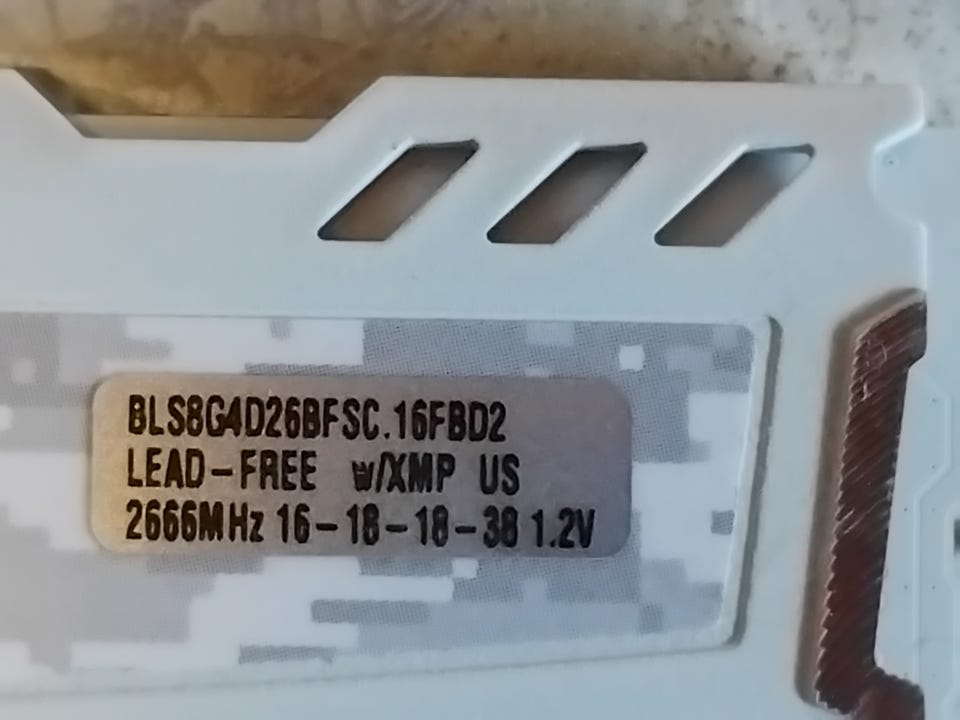 BLS8G4D26BFSC.16FBD2
LEAD-FREE w/XMP US
2666MHz 16-18-18-38 1.2V